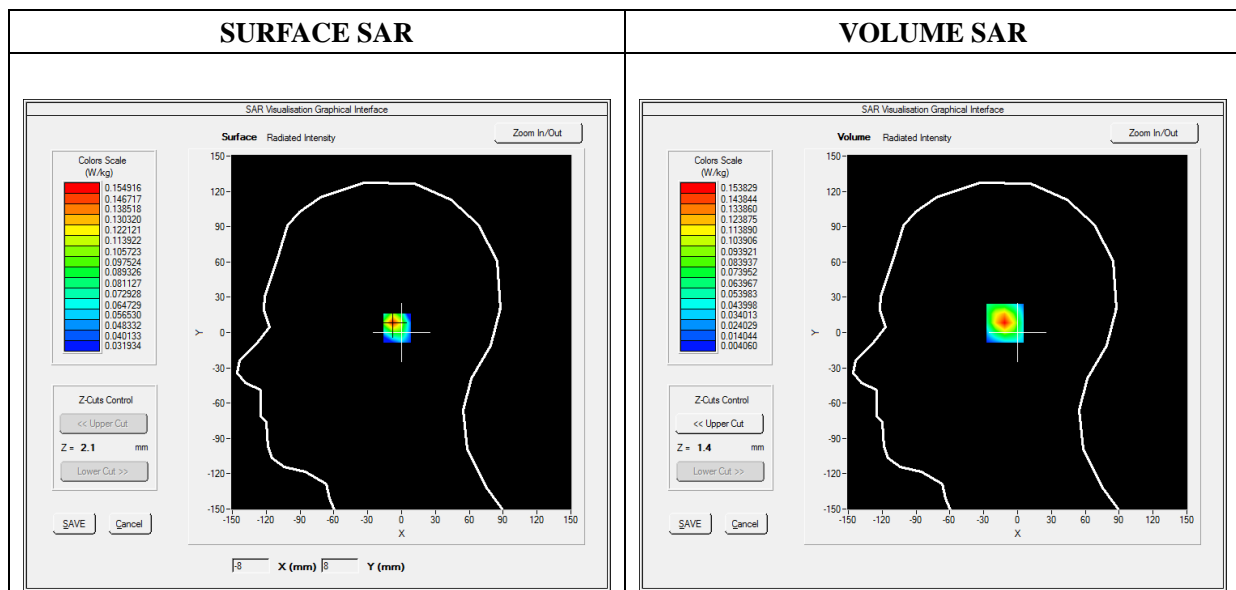 SURFACE SAR
SAR Visualisation Graphical Interface
Surface Radiated Intensity
Zoom In/Out
Colors Scale
(W/kg)
0.154916
0.146717
0.138518
0.130320
0.122121
0.113922
0.105723
0.097524
0.089326
0.081127
0.072928
0.064729
0.056530
0.048332
0.040133
0.031934
Z-Cuts Control
<< Upper Cut
Z = 2.1 mm
Lower Cut >>
SAVE Cancel
150
120
90
60
30
0
-30
-60
-90
-120
-150
Y
-150 -120 -90 -60 -30 0 30 60 90 120 150
X
-8 X (mm) 8 Y (mm)
VOLUME SAR
SAR Visualisation Graphical Interface
Volume Radiated Intensity
Zoom In/Out
Colors Scale
(W/kg)
0.153829
0.143844
0.133860
0.123875
0.113890
0.103906
0.093921
0.083937
0.073952
0.063967
0.053983
0.043998
0.034013
0.024029
0.014044
0.004060
Z-Cuts Control
<< Upper Cut
Z = 1.4 mm
Lower Cut >>
SAVE Cancel
150
120
90
60
30
0
-30
-60
-90
-120
-150
Y
-150 -120 -90 -60 -30 0 30 60 90 120 150
X